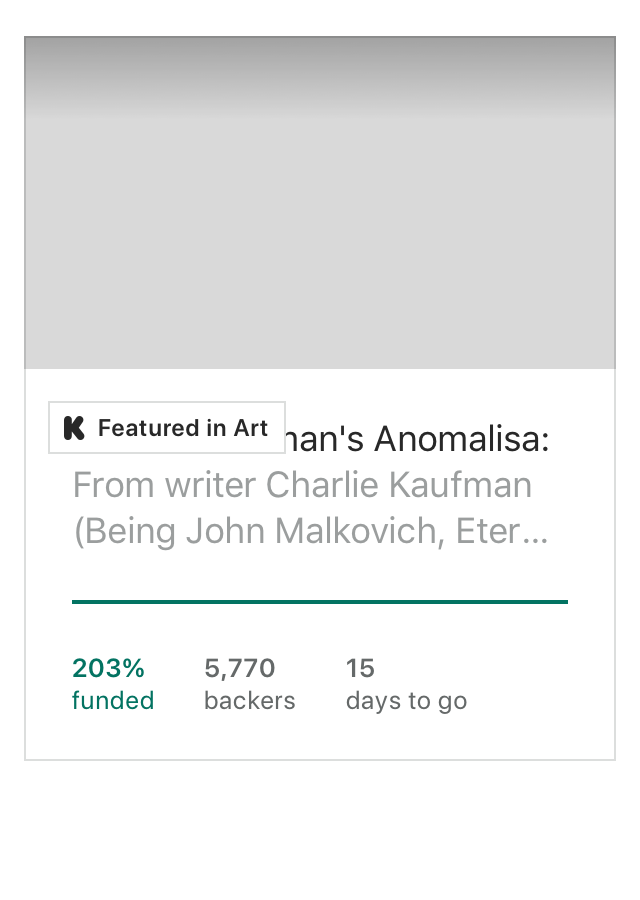 Featured in Art
man's Anomalisa:
From writer Charlie Kaufman
(Being John Malkovich, Eter...
203%
funded
5,770
backers
15
days to go